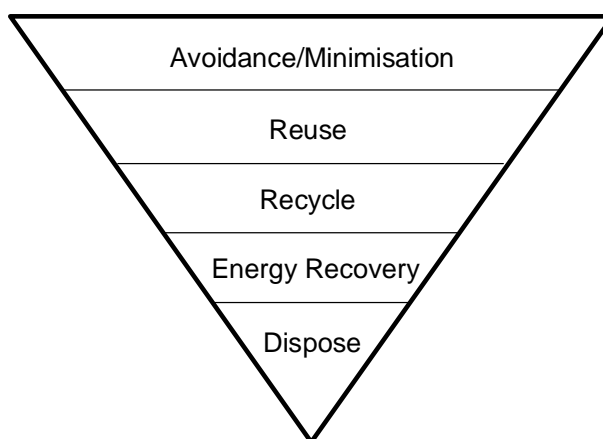 Avoidance/Minimisation
Reuse
Recycle
Energy Recovery
Dispose